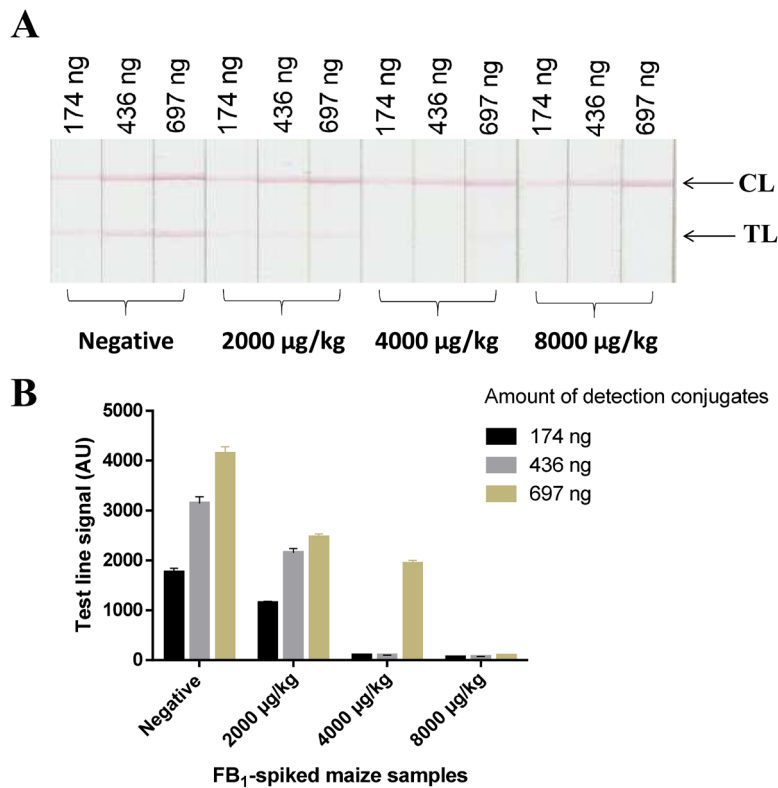 A
174 ng 436 ng 697 ng 174 ng 436 ng 697 ng 174 ng 436 ng 697 ng 174 ng 436 ng 697 ng
CL
TL
Negative 2000 µg/kg 4000 µg/kg 8000 µg/kg
B
Amount of detection conjugates
174 ng
436 ng
697 ng
Test line signal (AU)
5000
4000
3000
2000
1000
0
Negative 2000 µg/kg 4000 µg/kg 8000 µg/kg
FB₁-spiked maize samples